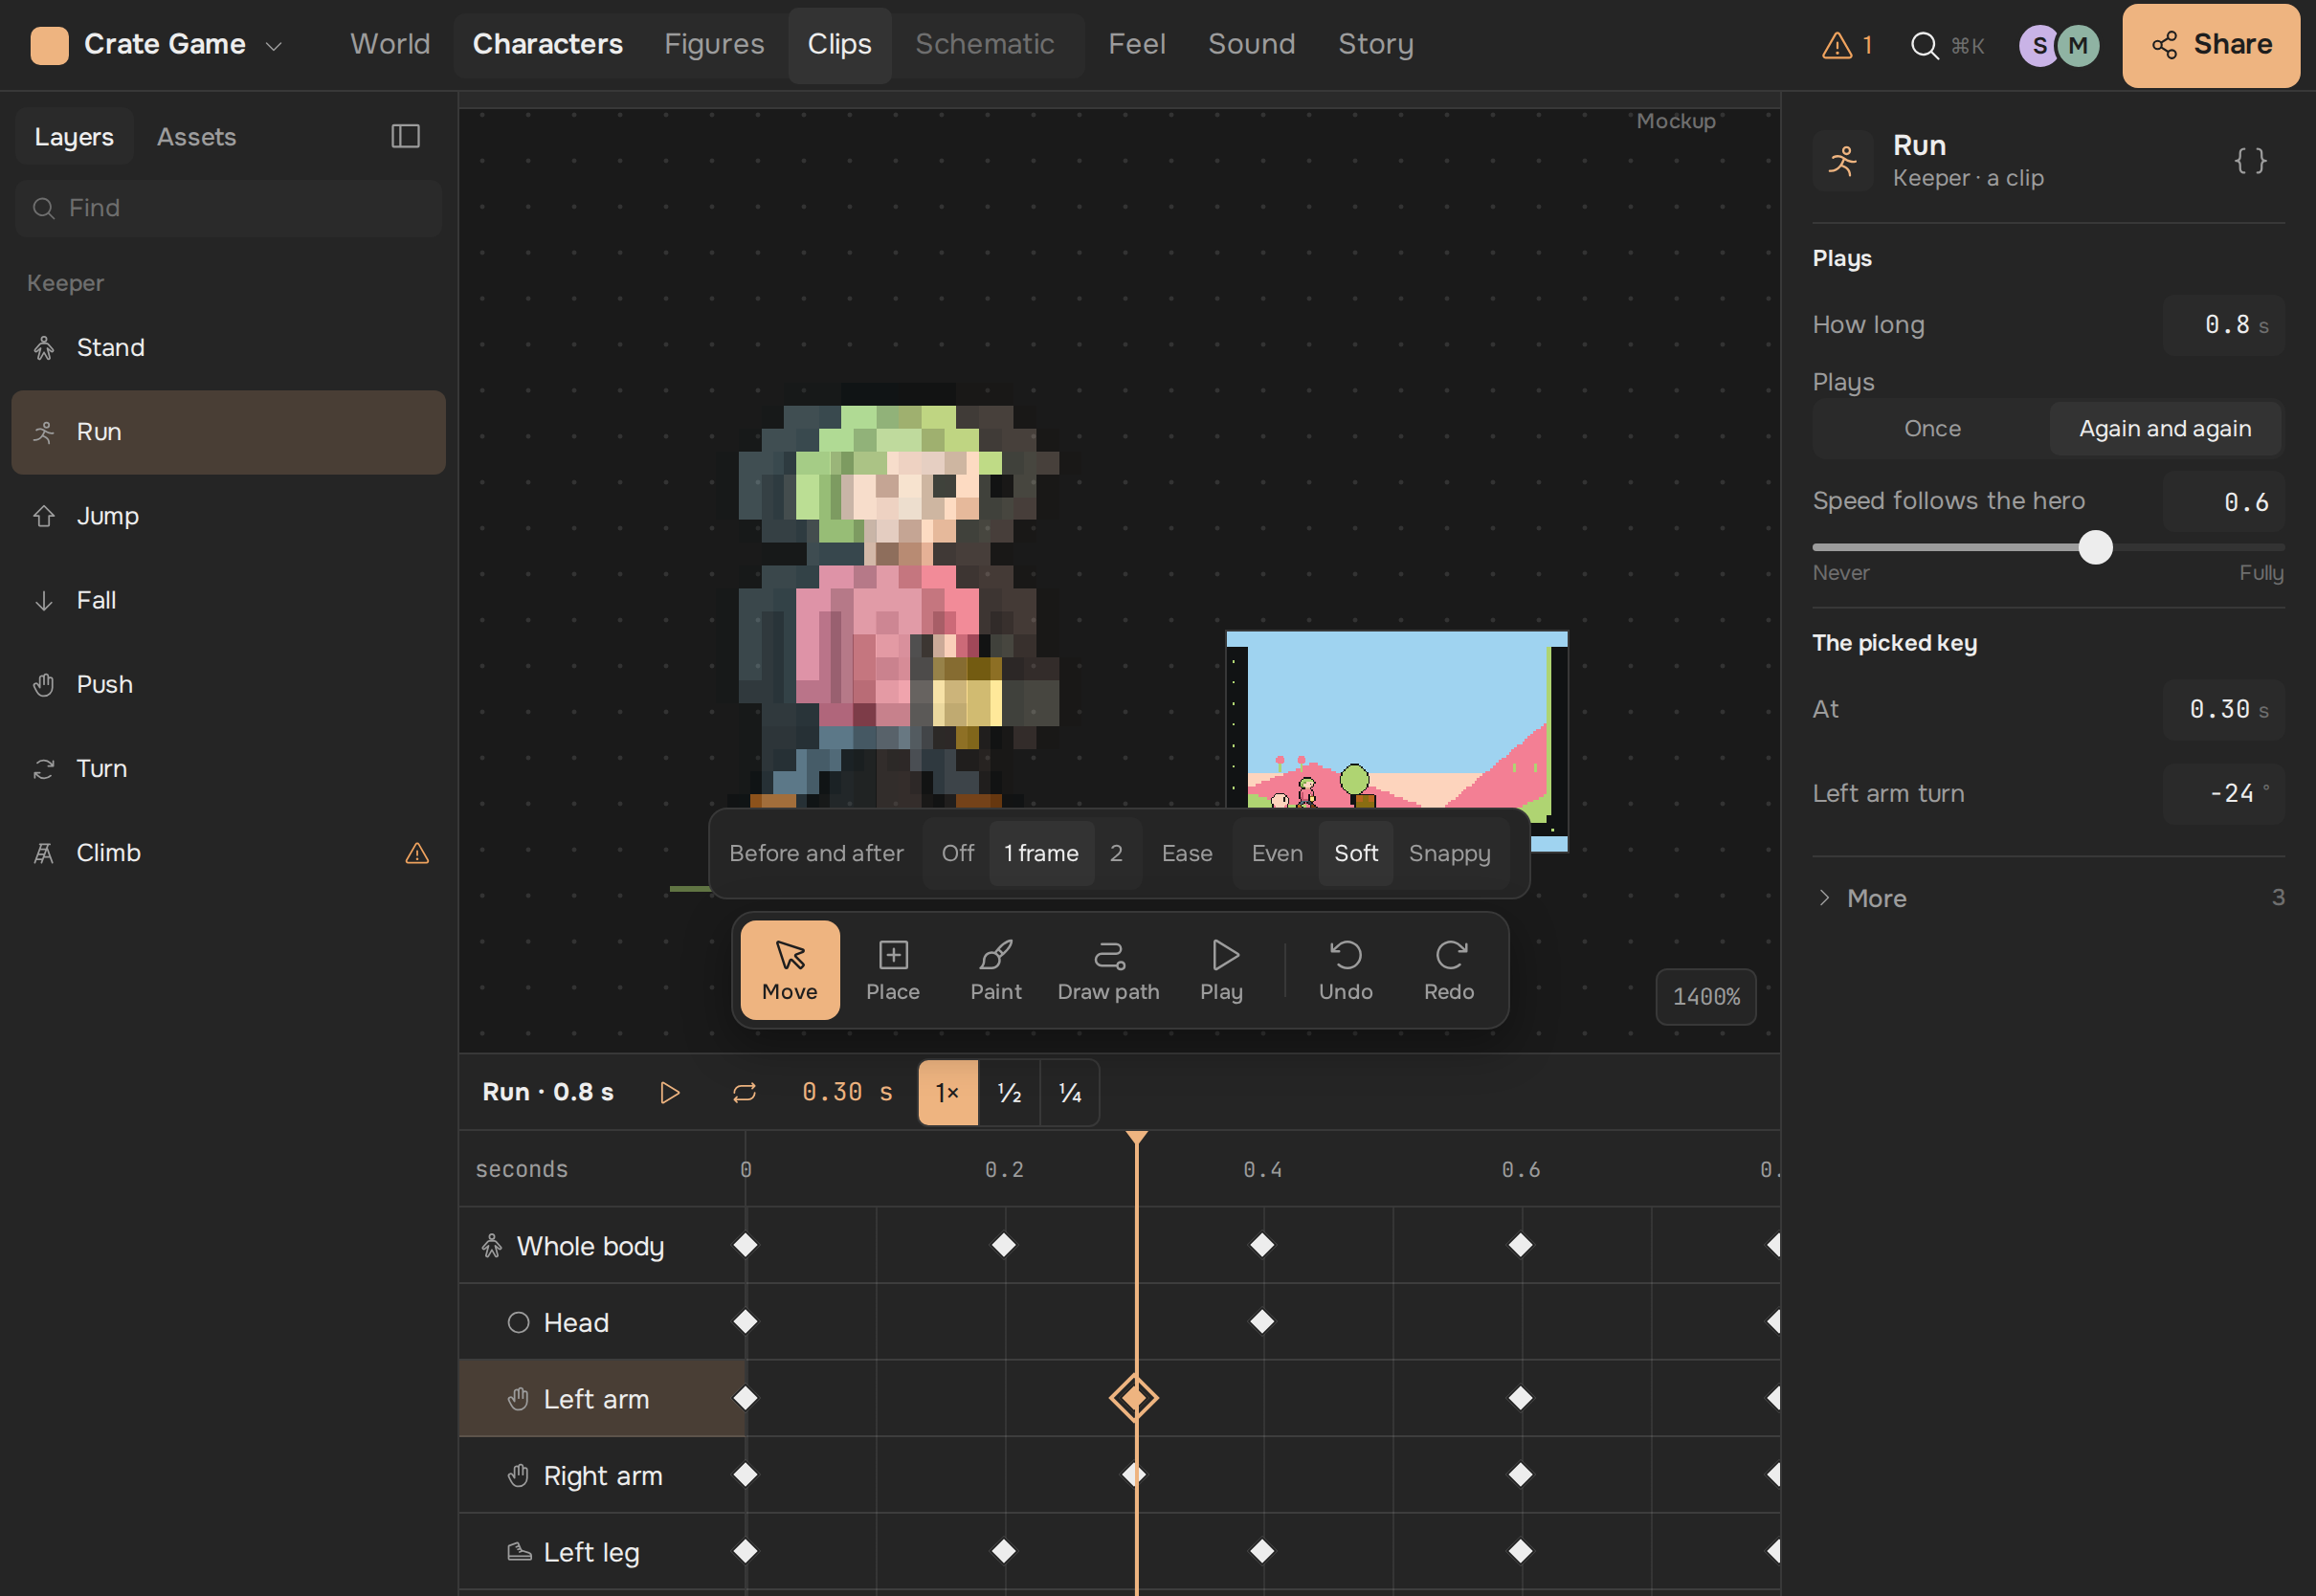 Crate Game
World
Characters
Figures
Clips
Schematic
Feel
Sound
Story
1
⌘K
S
M
Share
Layers
Assets
Find
Keeper
Stand
Run
Jump
Fall
Push
Turn
Climb
Mockup
Before and after
Off
1 frame
2
Ease
Even
Soft
Snappy
Move
Place
Paint
Draw path
Play
Undo
Redo
1400%
Run · 0.8 s
0.30 s
1×
½
¼
seconds
0
0.2
0.4
0.6
0.
Whole body
Head
Left arm
Right arm
Left leg
Run
Keeper · a clip
{ }
Plays
How long
0.8 s
Plays
Once
Again and again
Speed follows the hero
0.6
Never
Fully
The picked key
At
0.30 s
Left arm turn
-24 °
More
3